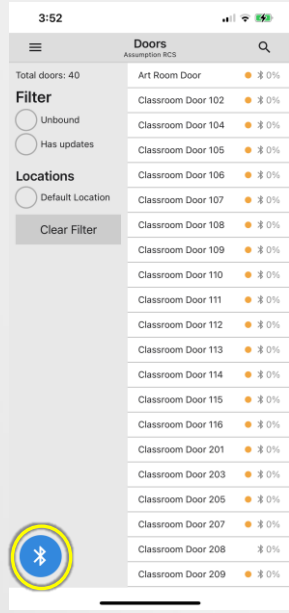 3:52
Doors
Assumption RCS
Total doors: 40
Filter
Unbound
Has updates
Locations
Default Location
Clear Filter
Art Room Door 0%
Classroom Door 102 0%
Classroom Door 104 0%
Classroom Door 105 0%
Classroom Door 106 0%
Classroom Door 107 0%
Classroom Door 108 0%
Classroom Door 109 0%
Classroom Door 110 0%
Classroom Door 111 0%
Classroom Door 112 0%
Classroom Door 113 0%
Classroom Door 114 0%
Classroom Door 115 0%
Classroom Door 116 0%
Classroom Door 201 0%
Classroom Door 203 0%
Classroom Door 205 0%
Classroom Door 207 0%
Classroom Door 208 0%
Classroom Door 209 0%